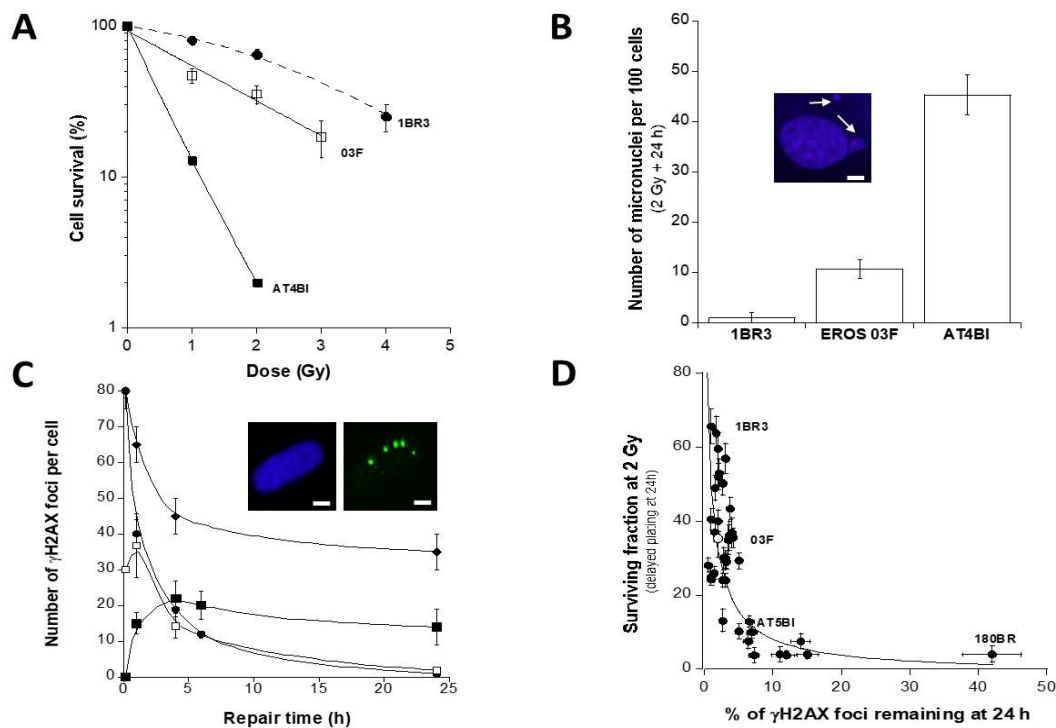 A
100
10
1
Cell survival (%)
1BR3
03F
AT4BI
0 1 2 3 4 5
Dose (Gy)
B
60
50
40
30
20
10
0
Number of micronuclei per 100 cells
(2 Gy + 24 h)
1BR3 EROS 03F AT4BI
C
80
70
60
50
40
30
20
10
0
Number of γH2AX foci per cell
0 5 10 15 20 25
Repair time (h)
D
80
60
40
20
0
Surviving fraction at 2 Gy
(delayed plating at 24h)
1BR3
03F
AT5BI
180BR
0 10 20 30 40 50
% of γH2AX foci remaining at 24 h